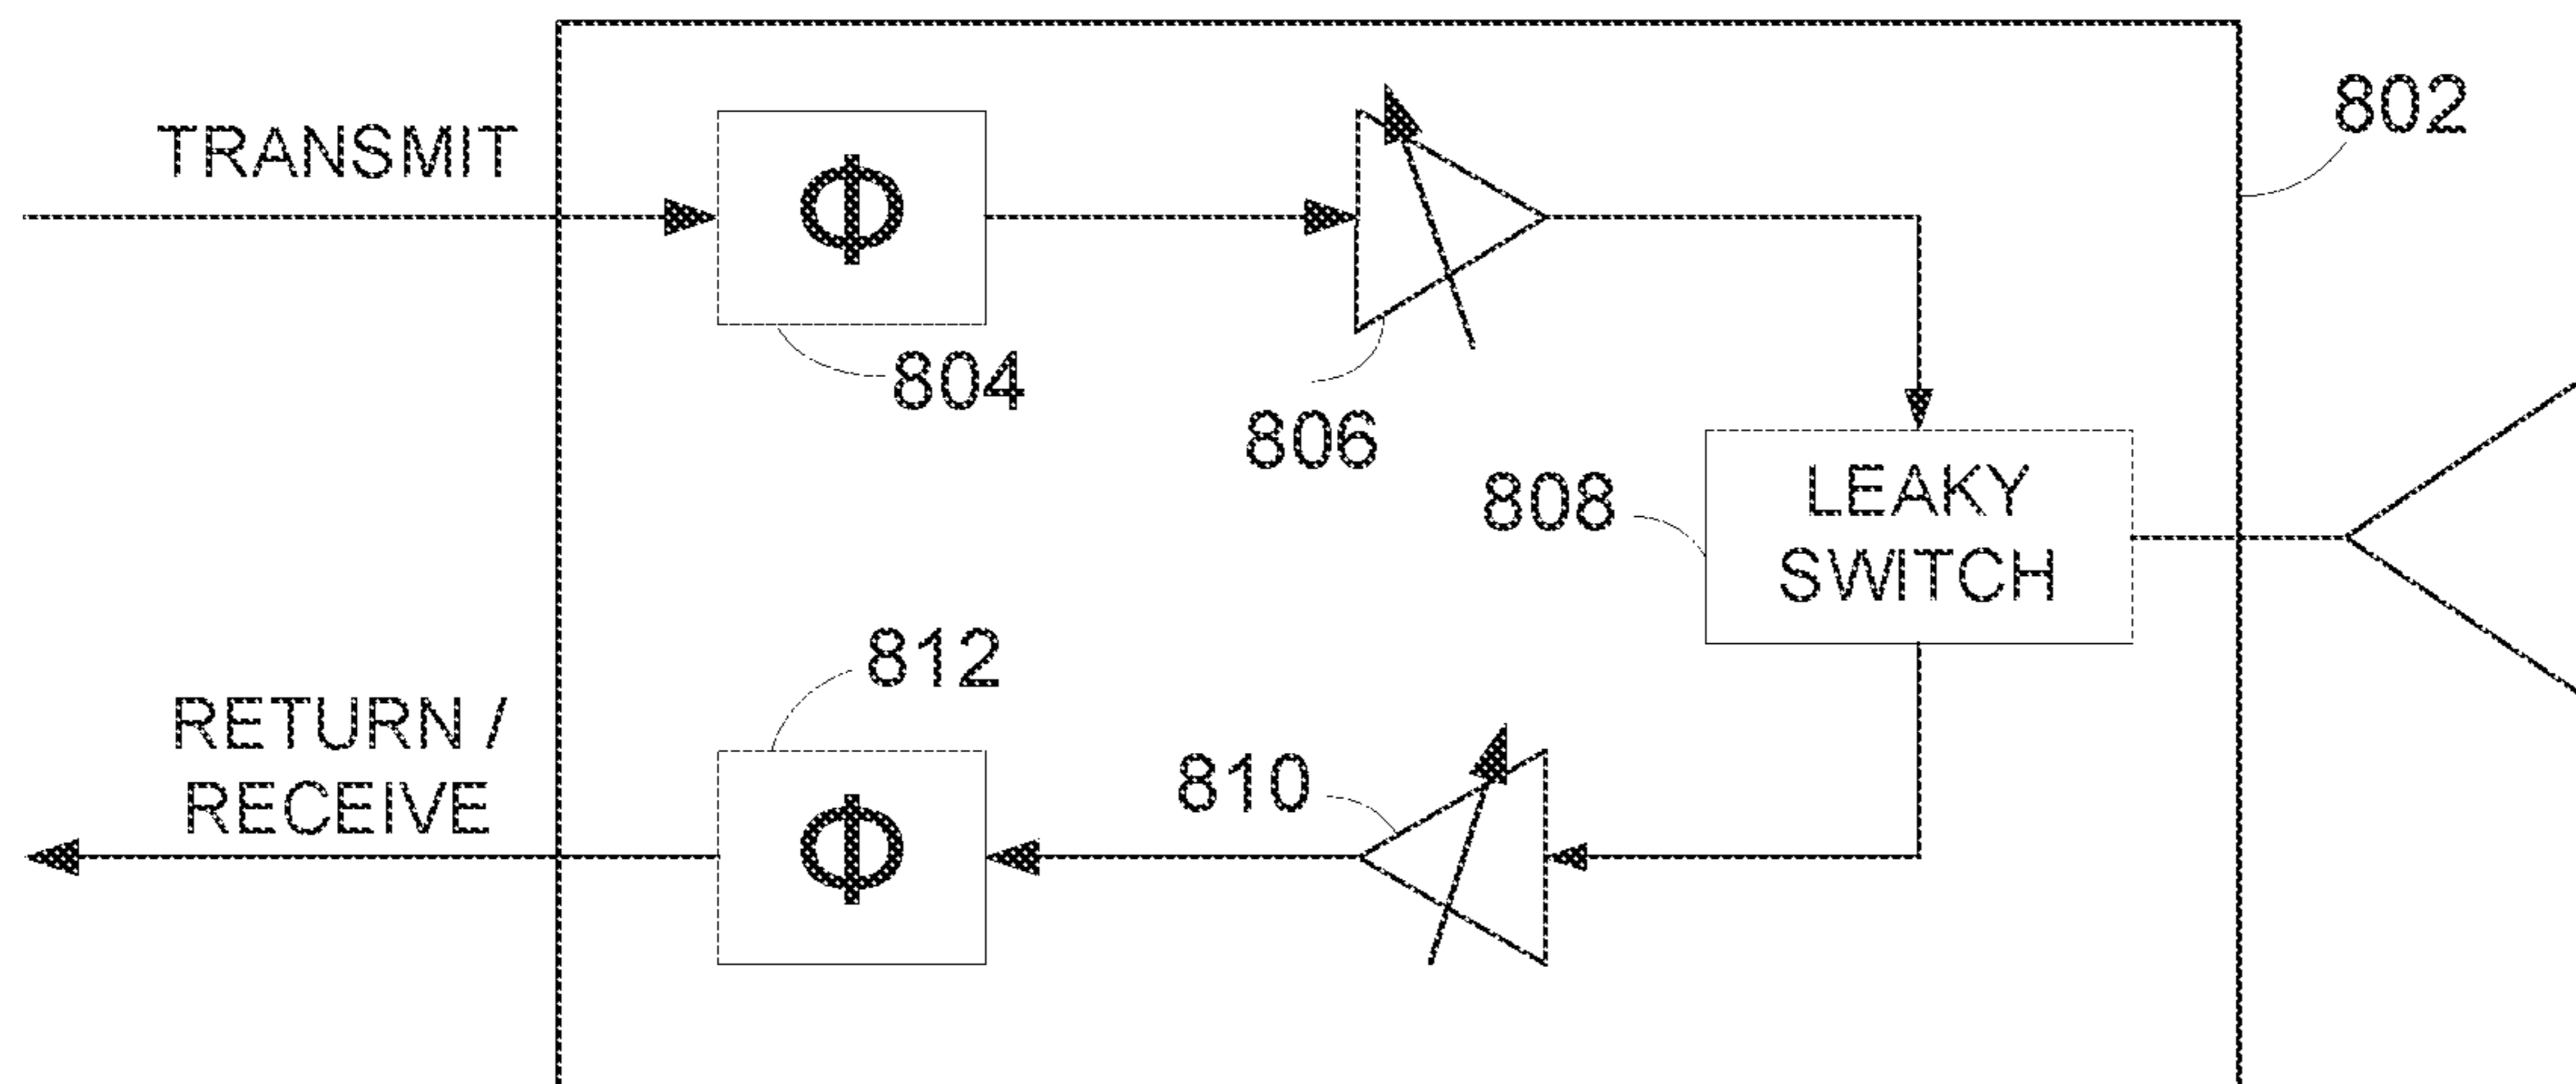 802
TRANSMIT
Φ
804
806
808
LEAKY
SWITCH
812
RETURN /
RECEIVE
810
Φ